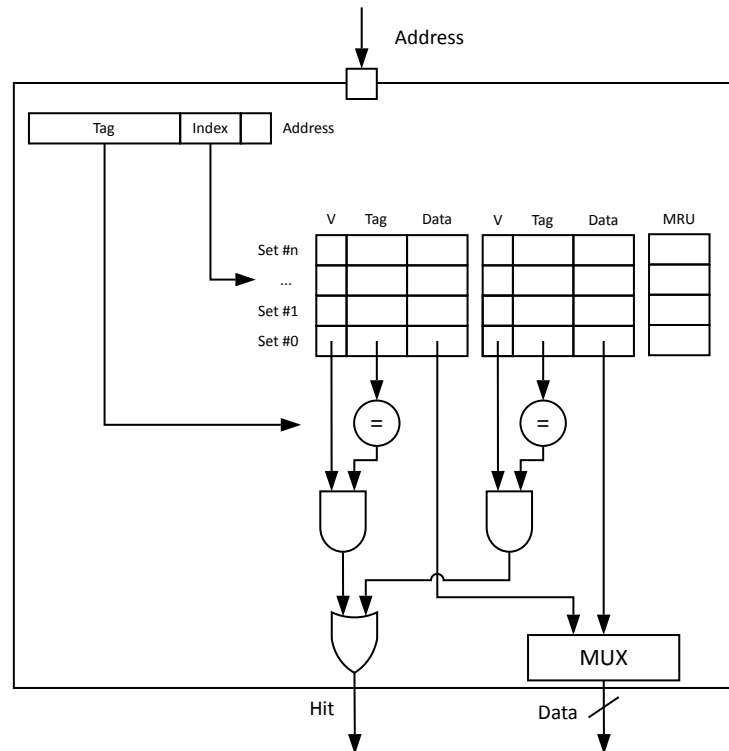 Address
Tag Index Address
V Tag Data V Tag Data MRU
Set #n
...
Set #1
Set #0
= =
MUX
Hit Data